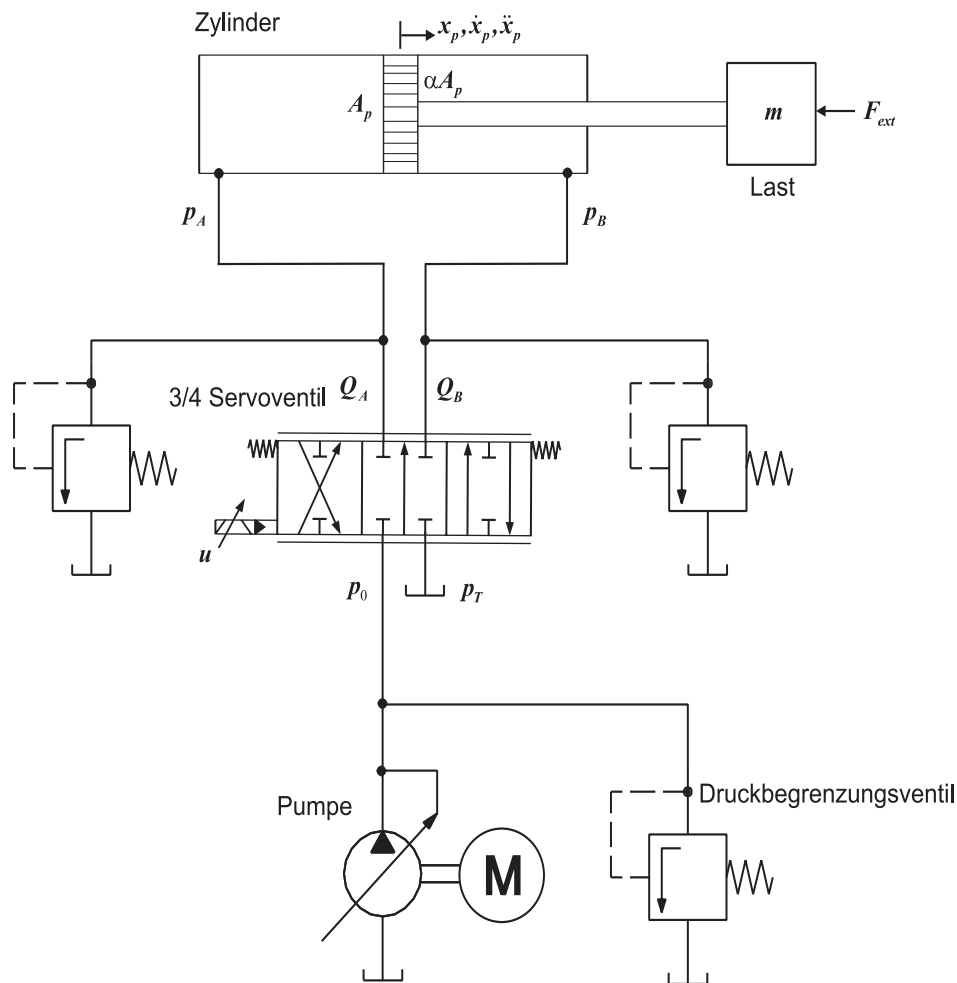 Zylinder
x_p, ẋ_p, ẍ_p
A_p
αA_p
m
F_ext
Last
p_A
p_B
3/4 Servoventil
Q_A
Q_B
u
p_0
p_T
Pumpe
M
Druckbegrenzungsventil